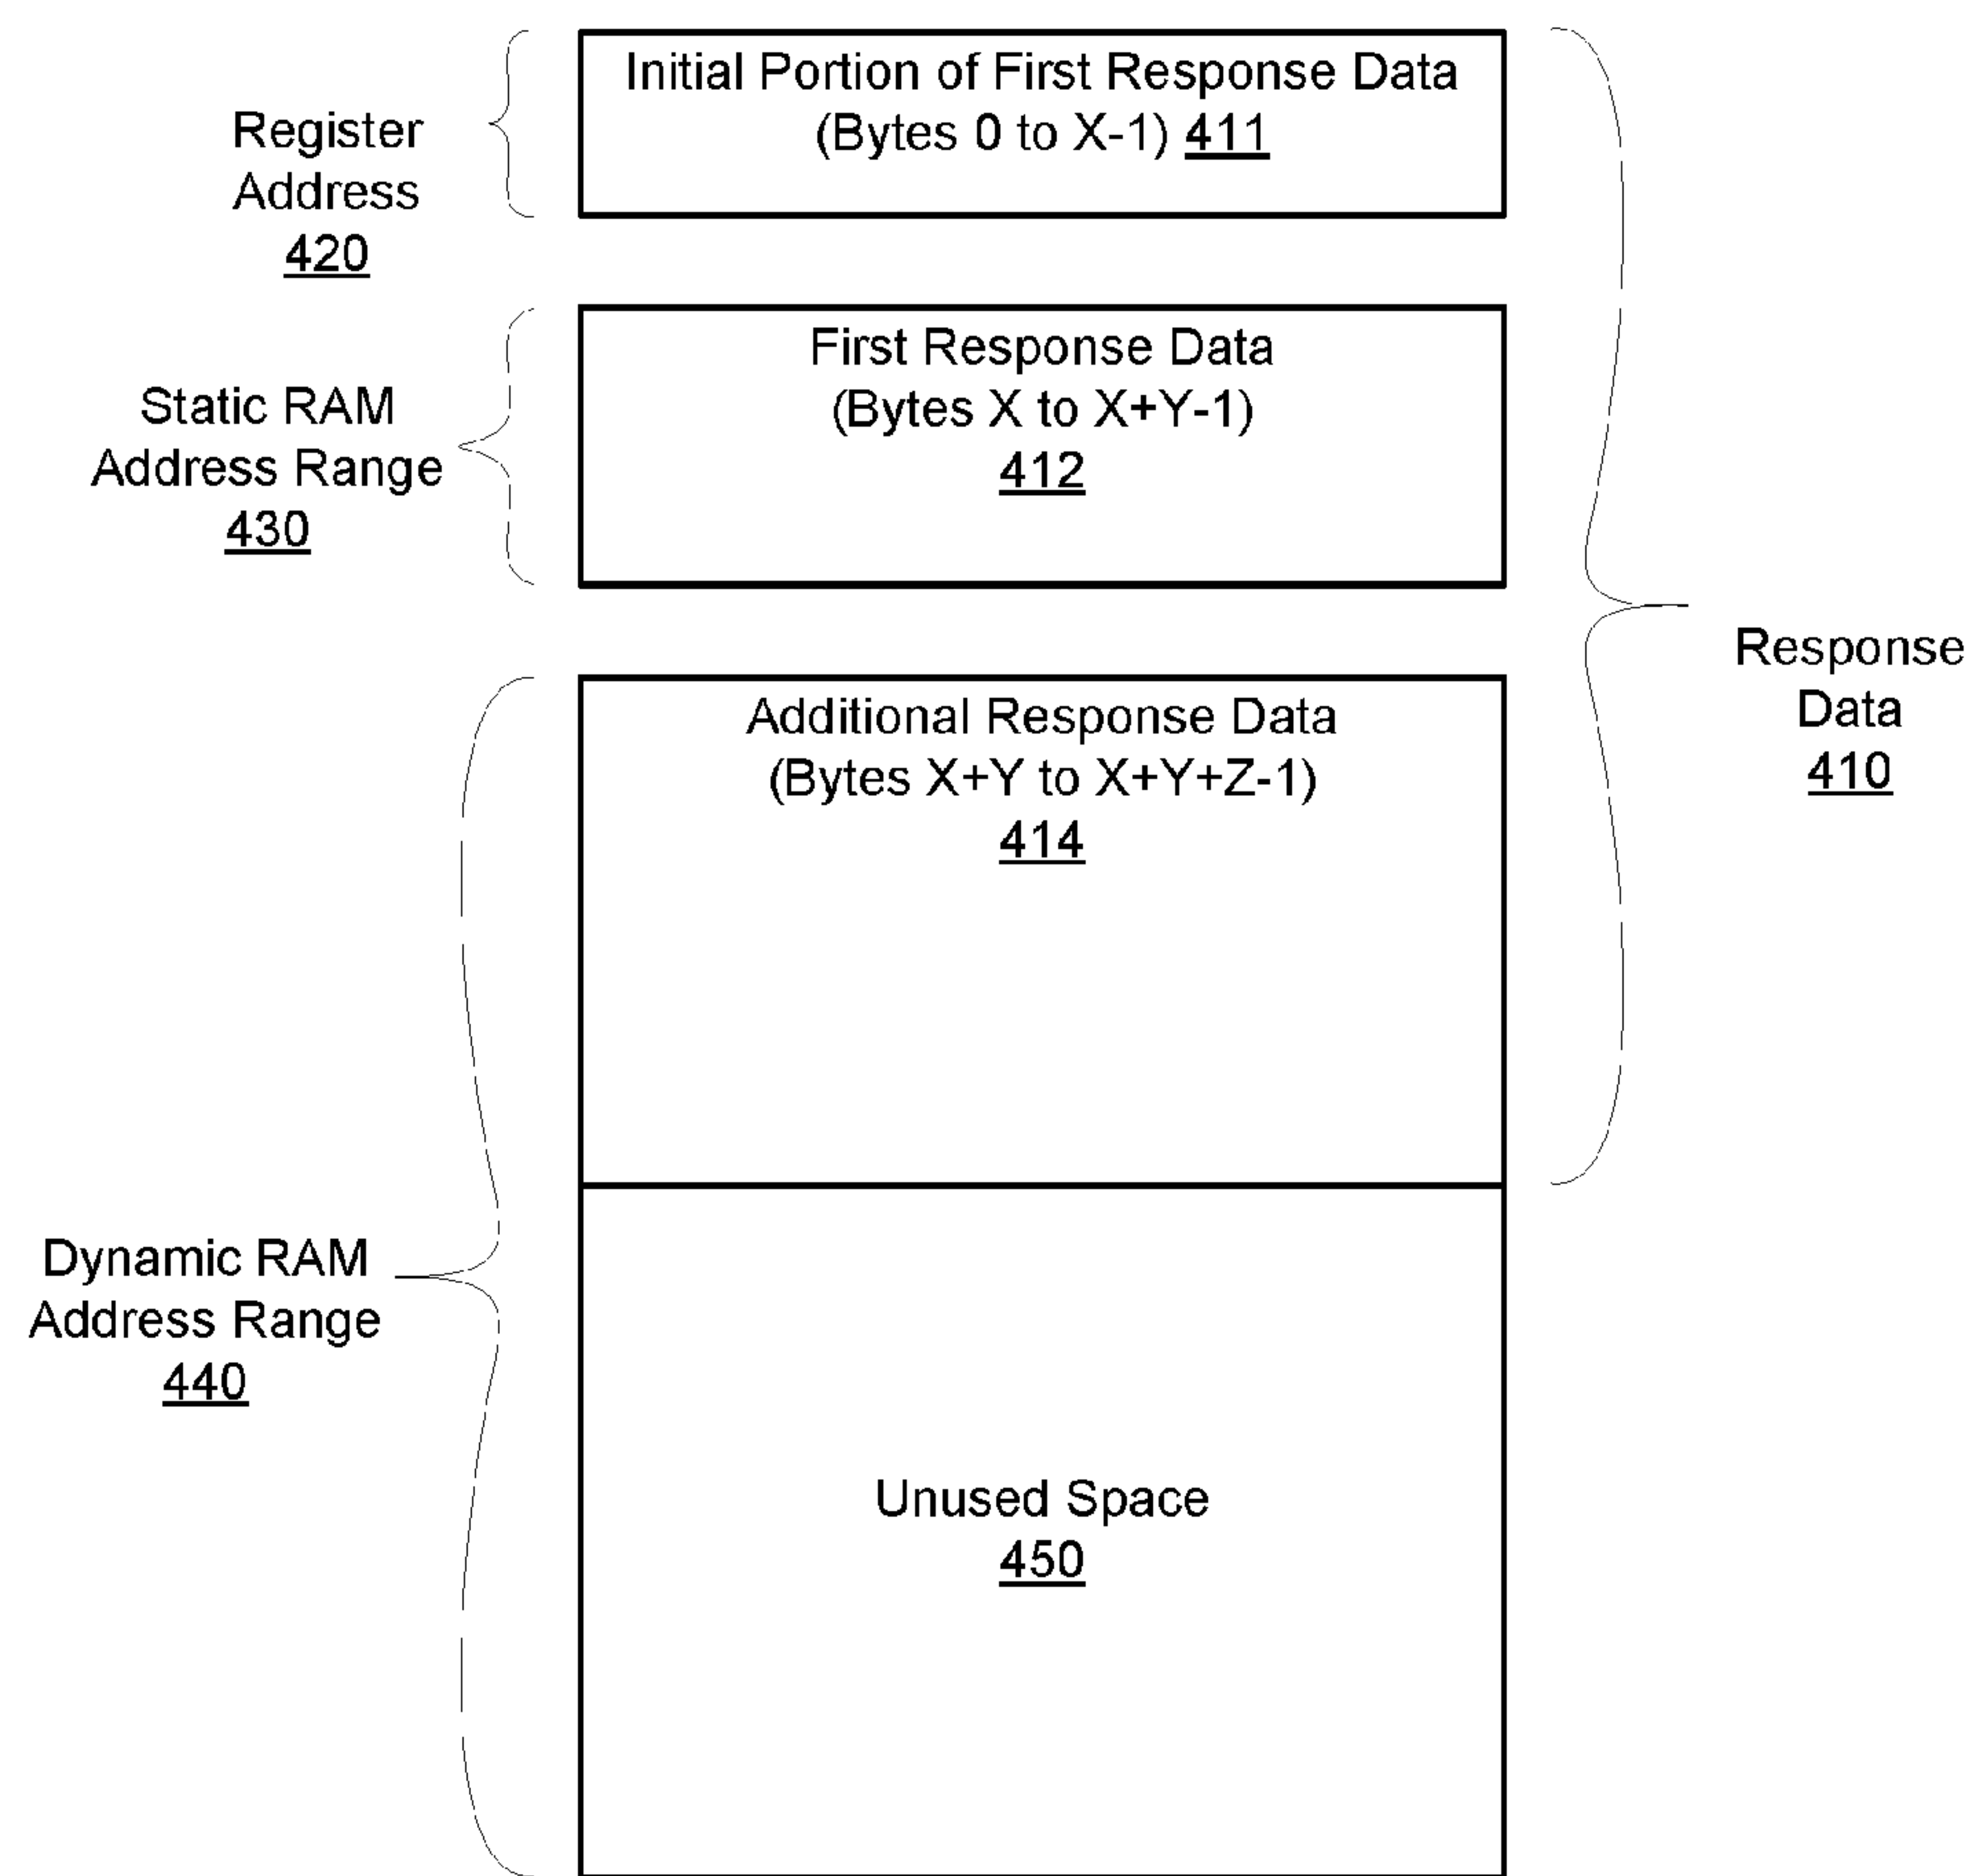 Initial Portion of First Response Data
(Bytes 0 to X-1) 411
Register
Address
420
First Response Data
(Bytes X to X+Y-1)
412
Static RAM
Address Range
430
Response
Data
410
Additional Response Data
(Bytes X+Y to X+Y+Z-1)
414
Dynamic RAM
Address Range
440
Unused Space
450